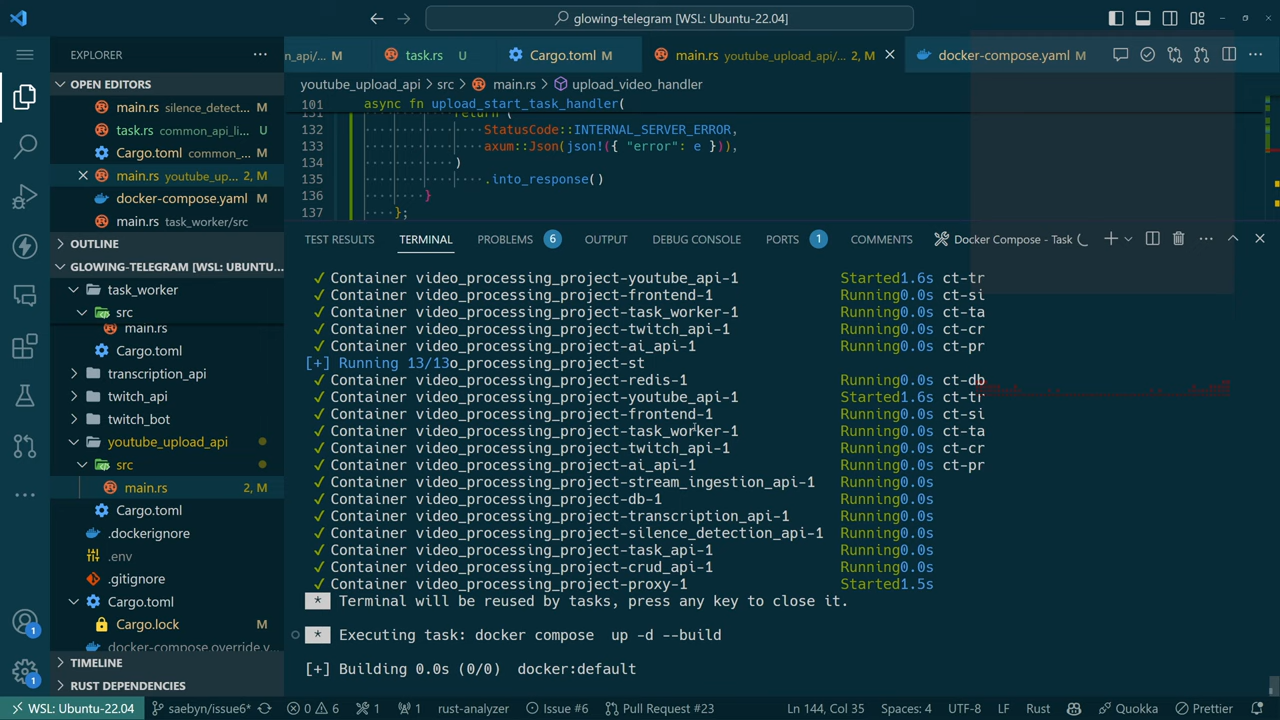 glowing-telegram [WSL: Ubuntu-22.04]
EXPLORER
n_api/... M
task.rs U
Cargo.toml M
main.rs youtube_upload_api/... 2, M
docker-compose.yaml M
OPEN EDITORS
main.rs silence_detect... M
task.rs common_api_li... U
Cargo.toml common_... M
main.rs youtube_up... 2, M
docker-compose.yaml M
main.rs task_worker/src
OUTLINE
GLOWING-TELEGRAM [WSL: UBUNTU-22.04]
task_worker
src
main.rs
Cargo.toml
transcription_api
twitch_api
twitch_bot
youtube_upload_api
src
main.rs 2, M
Cargo.toml
.dockerignore
.env
.gitignore
Cargo.toml
Cargo.lock
docker-compose.override.y
TIMELINE
RUST DEPENDENCIES
youtube_upload_api > src > main.rs > upload_video_handler
101 async fn upload_start_task_handler(
131 return (
132 StatusCode::INTERNAL_SERVER_ERROR,
133 axum::Json(json!({ "error": e })),
134 )
135 .into_response()
136 }
137 };
TEST RESULTS TERMINAL PROBLEMS 6 OUTPUT DEBUG CONSOLE PORTS 1 COMMENTS Docker Compose - Task
✓ Container video_processing_project-youtube_api-1 Started1.6s ct-tr
✓ Container video_processing_project-frontend-1 Running0.0s ct-si
✓ Container video_processing_project-task_worker-1 Running0.0s ct-ta
✓ Container video_processing_project-twitch_api-1 Running0.0s ct-cr
✓ Container video_processing_project-ai_api-1 Running0.0s ct-pr
[+] Running 13/13o_processing_project-st
✓ Container video_processing_project-redis-1 Running0.0s ct-db
✓ Container video_processing_project-youtube_api-1 Started1.6s ct-tr
✓ Container video_processing_project-frontend-1 Running0.0s ct-si
✓ Container video_processing_project-task_worker-1 Running0.0s ct-ta
✓ Container video_processing_project-twitch_api-1 Running0.0s ct-cr
✓ Container video_processing_project-ai_api-1 Running0.0s ct-pr
✓ Container video_processing_project-stream_ingestion_api-1 Running0.0s
✓ Container video_processing_project-db-1 Running0.0s
✓ Container video_processing_project-transcription_api-1 Running0.0s
✓ Container video_processing_project-silence_detection_api-1 Running0.0s
✓ Container video_processing_project-task_api-1 Running0.0s
✓ Container video_processing_project-crud_api-1 Running0.0s
✓ Container video_processing_project-proxy-1 Started1.5s
* Terminal will be reused by tasks, press any key to close it.
* Executing task: docker compose up -d --build
[+] Building 0.0s (0/0) docker:default
1
1
WSL: Ubuntu-22.04 saebyn/issue6* 0 6 1 1 rust-analyzer Issue #6 Pull Request #23 Ln 144, Col 35 Spaces: 4 UTF-8 LF Rust Quokka Prettier